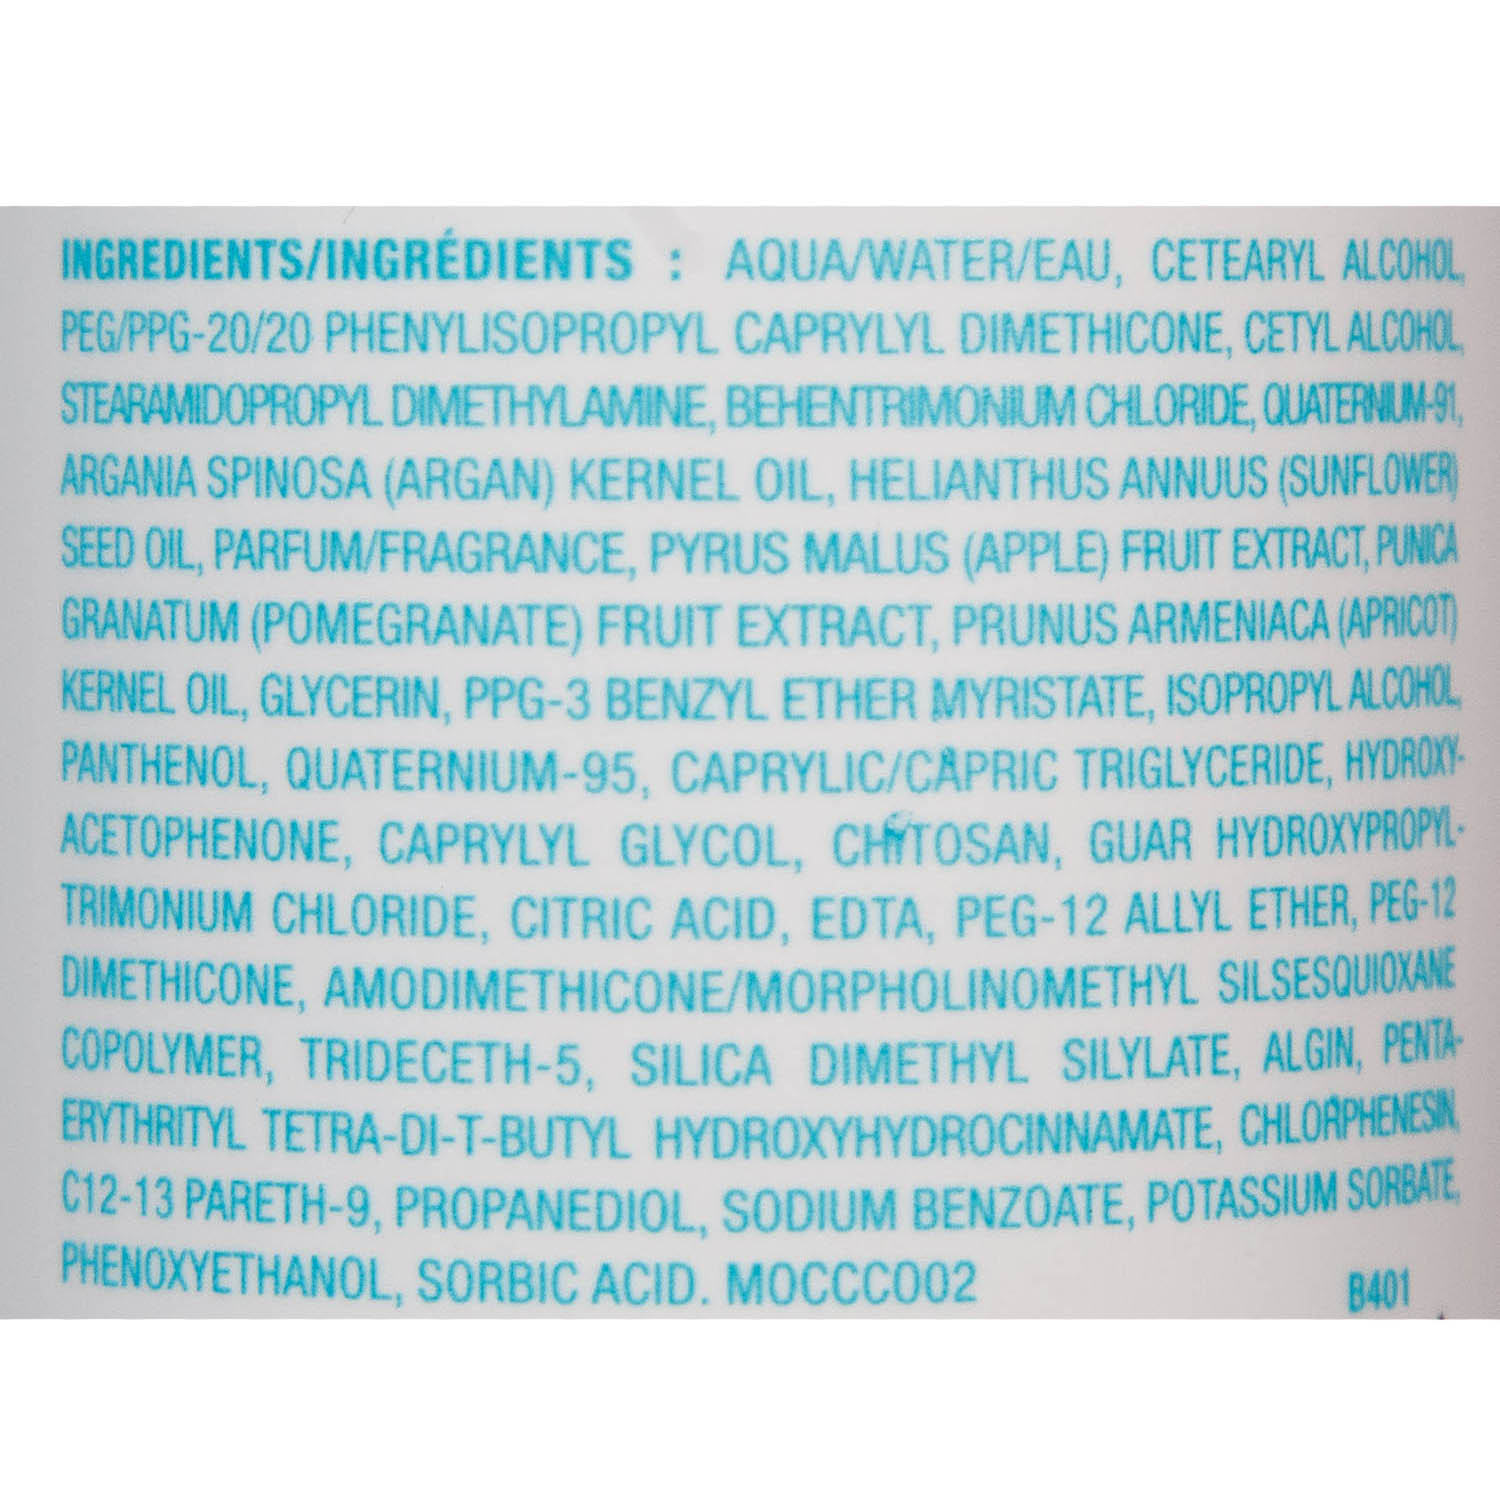 INGREDIENTS/INGRÉDIENTS : AQUA/WATER/EAU, CETEARYL ALCOHOL,
PEG/PPG-20/20 PHENYLISOPROPYL CAPRYLYL DIMETHICONE, CETYL ALCOHOL,
STEARAMIDOPROPYL DIMETHYLAMINE, BEHENTRIMONIUM CHLORIDE, QUATERNIUM-91,
ARGANIA SPINOSA (ARGAN) KERNEL OIL, HELIANTHUS ANNUUS (SUNFLOWER)
SEED OIL, PARFUM/FRAGRANCE, PYRUS MALUS (APPLE) FRUIT EXTRACT, PUNICA
GRANATUM (POMEGRANATE) FRUIT EXTRACT, PRUNUS ARMENIACA (APRICOT)
KERNEL OIL, GLYCERIN, PPG-3 BENZYL ETHER MYRISTATE, ISOPROPYL ALCOHOL,
PANTHENOL, QUATERNIUM-95, CAPRYLIC/CAPRIC TRIGLYCERIDE, HYDROXY-
ACETOPHENONE, CAPRYLYL GLYCOL, CHITOSAN, GUAR HYDROXYPROPYL-
TRIMONIUM CHLORIDE, CITRIC ACID, EDTA, PEG-12 ALLYL ETHER, PEG-12
DIMETHICONE, AMODIMETHICONE/MORPHOLINOMETHYL SILSESQUIOXANE
COPOLYMER, TRIDECETH-5, SILICA DIMETHYL SILYLATE, ALGIN, PENTA-
ERYTHRITYL TETRA-DI-T-BUTYL HYDROXYHYDROCINNAMATE, CHLORPHENESIN,
C12-13 PARETH-9, PROPANEDIOL, SODIUM BENZOATE, POTASSIUM SORBATE,
PHENOXYETHANOL, SORBIC ACID. MOCCC002
B401